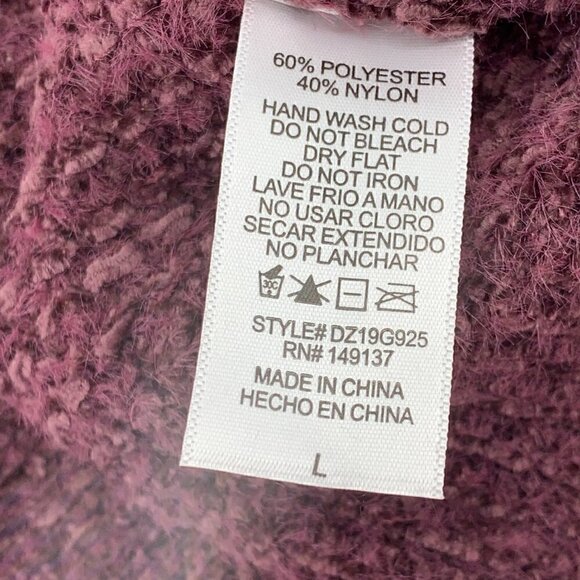 60% POLYESTER
40% NYLON
HAND WASH COLD
DO NOT BLEACH
DRY FLAT
DO NOT IRON
LAVE FRIO A MANO
NO USAR CLORO
SECAR EXTENDIDO
NO PLANCHAR
30C
STYLE# DZ19G925
RN# 149137
MADE IN CHINA
HECHO EN CHINA
L